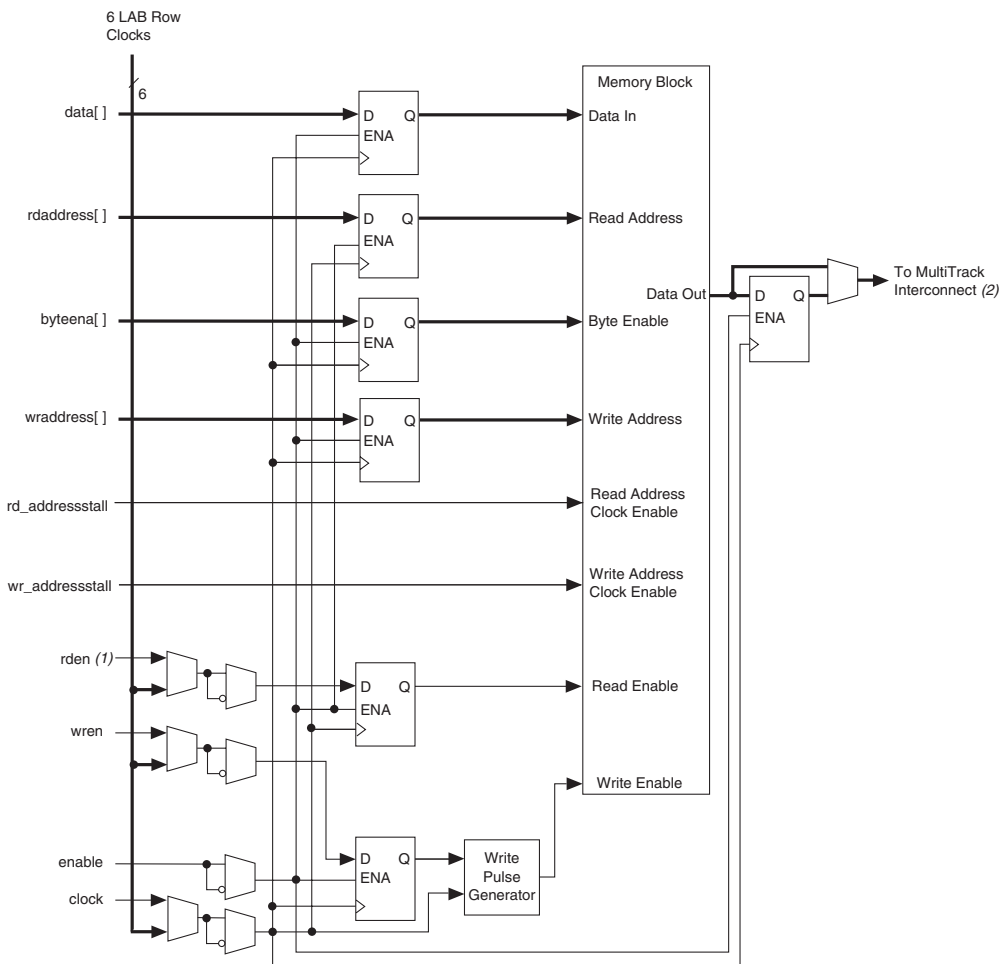 6 LAB Row
Clocks
6
data[ ]
D Q
ENA
Memory Block
Data In
rdaddress[ ]
D Q
ENA
Read Address
byteena[ ]
D Q
ENA
Byte Enable
Data Out
D Q
ENA
To MultiTrack
Interconnect (2)
wraddress[ ]
D Q
ENA
Write Address
rd_addressstall
Read Address
Clock Enable
wr_addressstall
Write Address
Clock Enable
rden (1)
D Q
ENA
Read Enable
wren
Write Enable
enable
D Q
ENA
Write
Pulse
Generator
clock